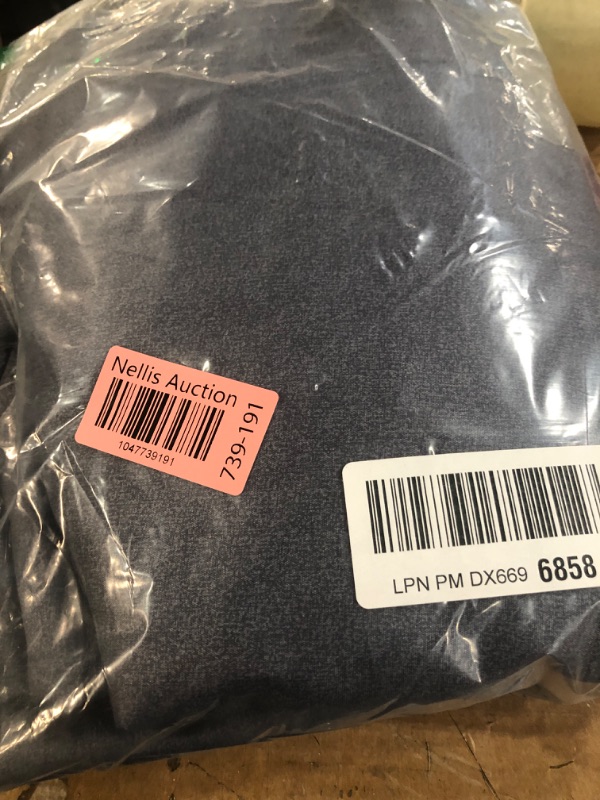 Nellis Auction
1047739191
739-191
LPN PM DX669 6858